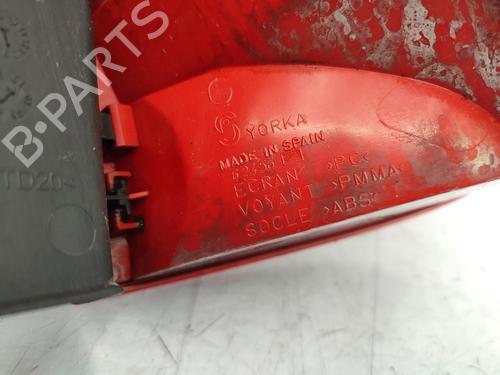 B-PARTS
YORKA
MADE IN SPAIN
ECRAN >PC<
VOYANT >PMMA<
SOCLE >ABS<